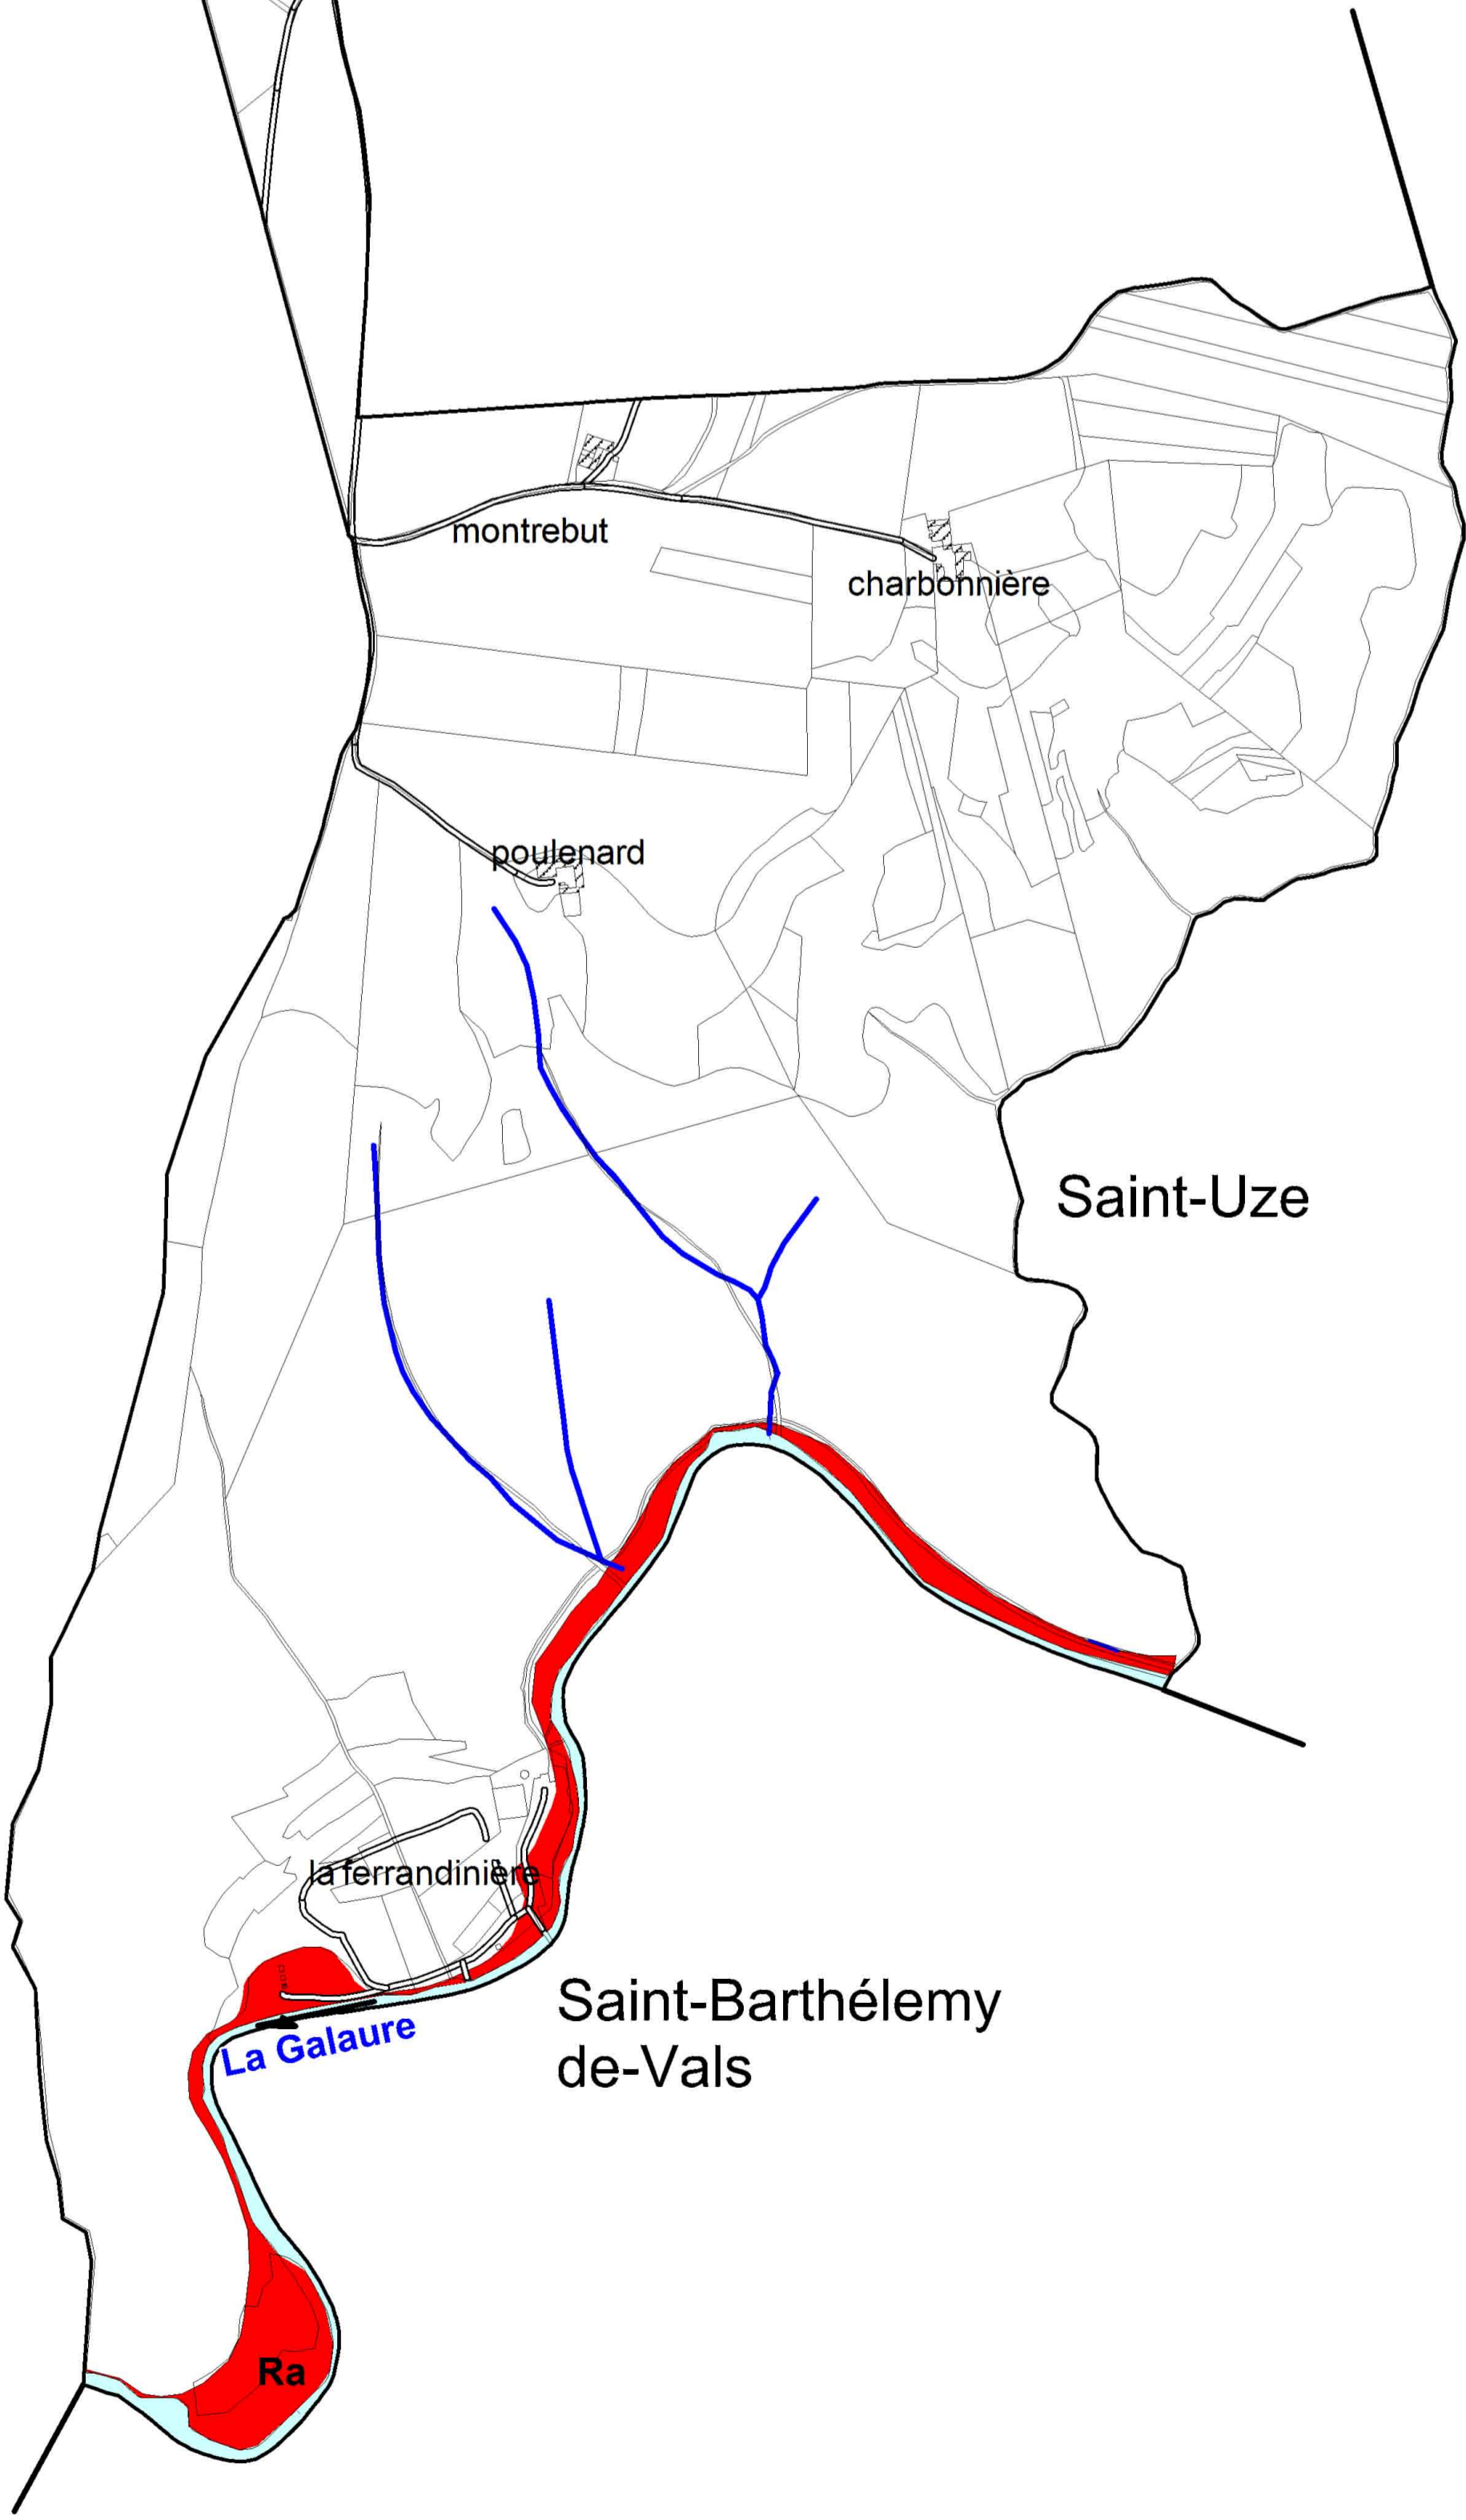 montrebut
charbonnière
poulenard
Saint-Uze
la ferrandinière
Saint-Barthélemy
de-Vals
La Galaure
Ra